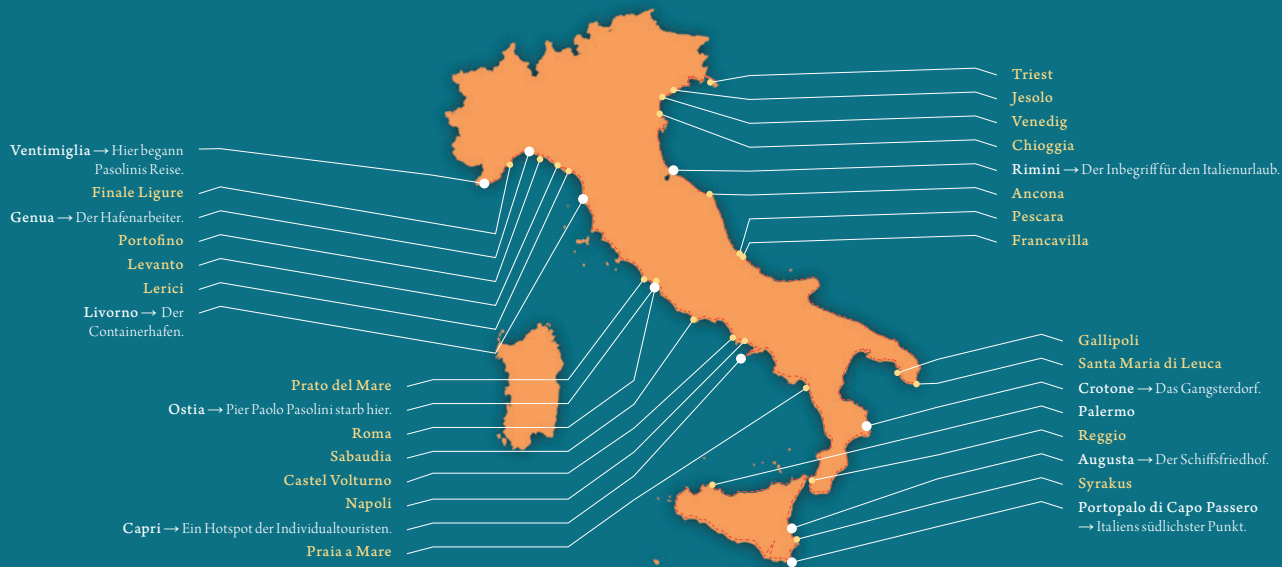 Ventimiglia → Hier begann
Pasolinis Reise.
Finale Ligure
Genua → Der Hafenarbeiter.
Portofino
Levanto
Lerici
Livorno → Der
Containerhafen.
Prato del Mare
Ostia → Pier Paolo Pasolini starb hier.
Roma
Sabaudia
Castel Volturno
Napoli
Capri → Ein Hotspot der Individualtouristen.
Praia a Mare
Triest
Jesolo
Venedig
Chioggia
Rimini → Der Inbegriff für den Italienurlaub.
Ancona
Pescara
Francavilla
Gallipoli
Santa Maria di Leuca
Crotone → Das Gangsterdorf.
Palermo
Reggio
Augusta → Der Schiffsfriedhof.
Syrakus
Portopalo di Capo Passero
→ Italiens südlichster Punkt.